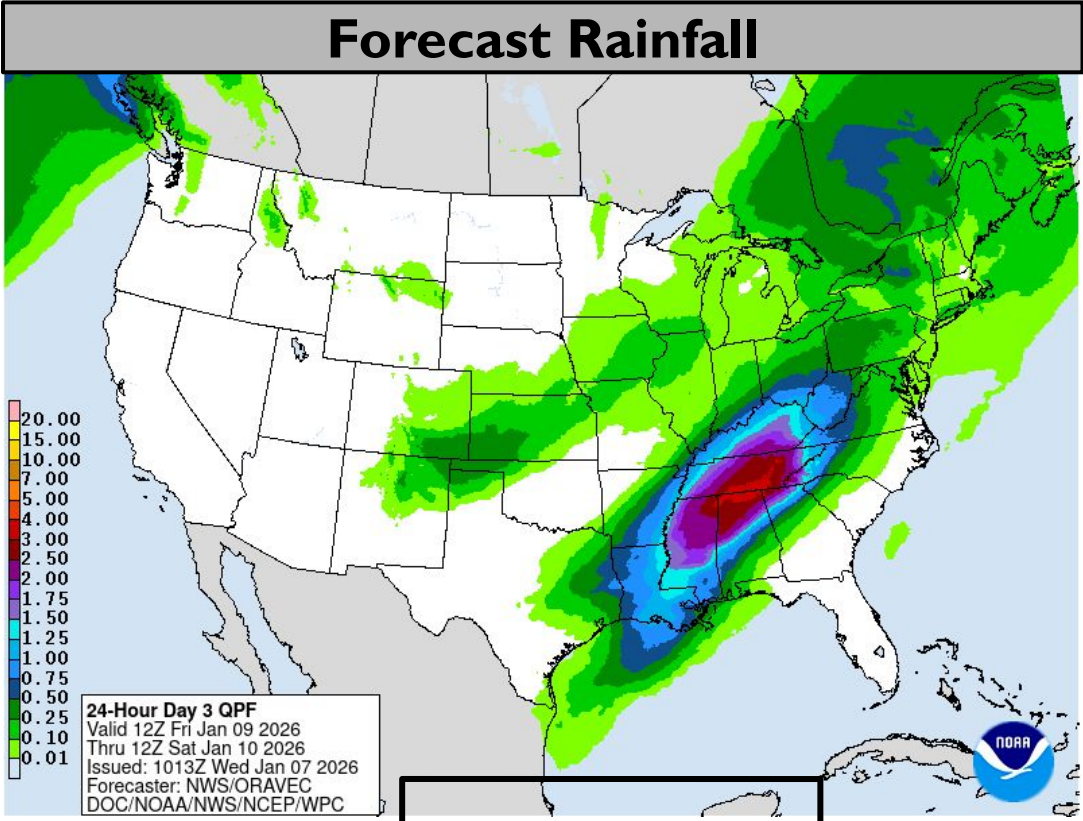 Forecast Rainfall
20.00
15.00
10.00
7.00
5.00
4.00
3.00
2.50
2.00
1.75
1.50
1.25
1.00
0.75
0.50
0.25
0.10
0.01
24-Hour Day 3 QPF
Valid 12Z Fri Jan 09 2026
Thru 12Z Sat Jan 10 2026
Issued: 1013Z Wed Jan 07 2026
Forecaster: NWS/ORAVEC
DOC/NOAA/NWS/NCEP/WPC
NOAA